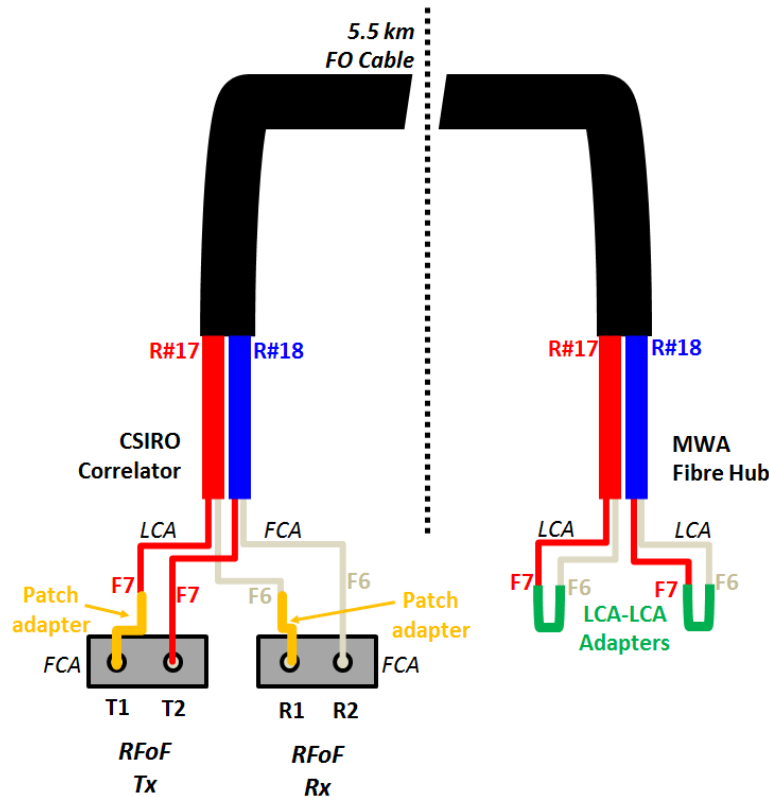 5.5 km
FO Cable
R#17
R#18
R#17
R#18
CSIRO
Correlator
MWA
Fibre Hub
LCA
FCA
LCA
LCA
F7
F7
F6
F6
F7
F6
F7
F6
Patch
adapter
Patch
adapter
LCA-LCA
Adapters
FCA
FCA
T1
T2
R1
R2
RFoF
Tx
RFoF
Rx